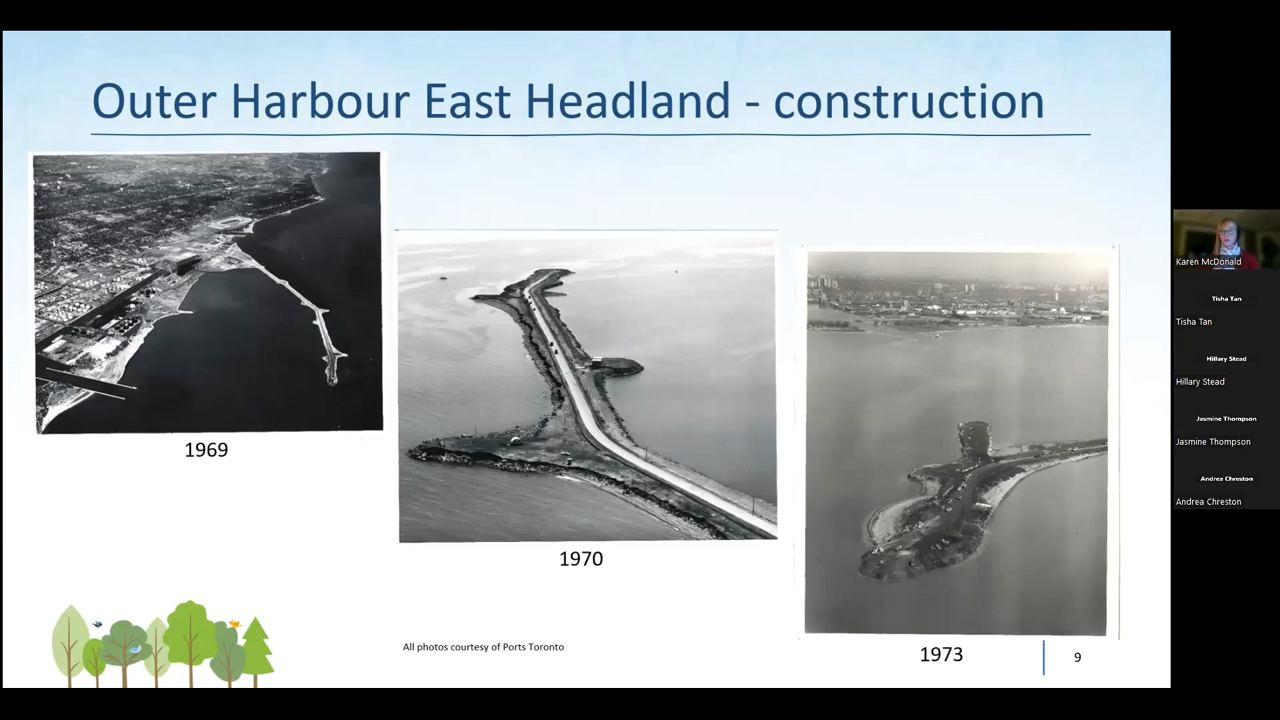 Outer Harbour East Headland - construction
1969
1970
1973
All photos courtesy of Ports Toronto
9
Karen McDonald
Tisha Tan
Tisha Tan
Hillary Stead
Hillary Stead
Jasmine Thompson
Jasmine Thompson
Andrea Chreston
Andrea Chreston